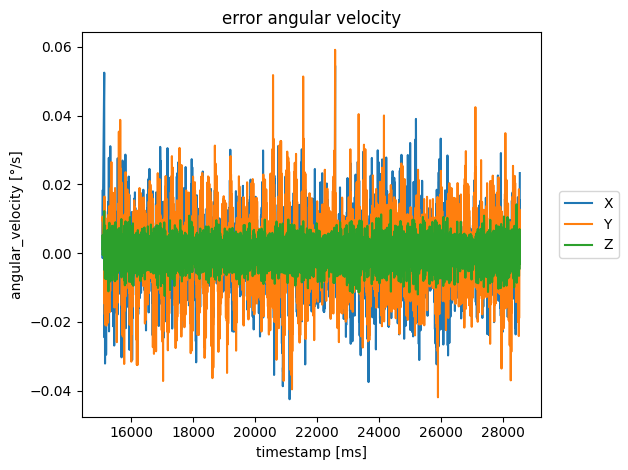 error angular velocity
0.06
0.04
0.02
0.00
−0.02
−0.04
angular_velocity [°/s]
X
Y
Z
16000 18000 20000 22000 24000 26000 28000
timestamp [ms]